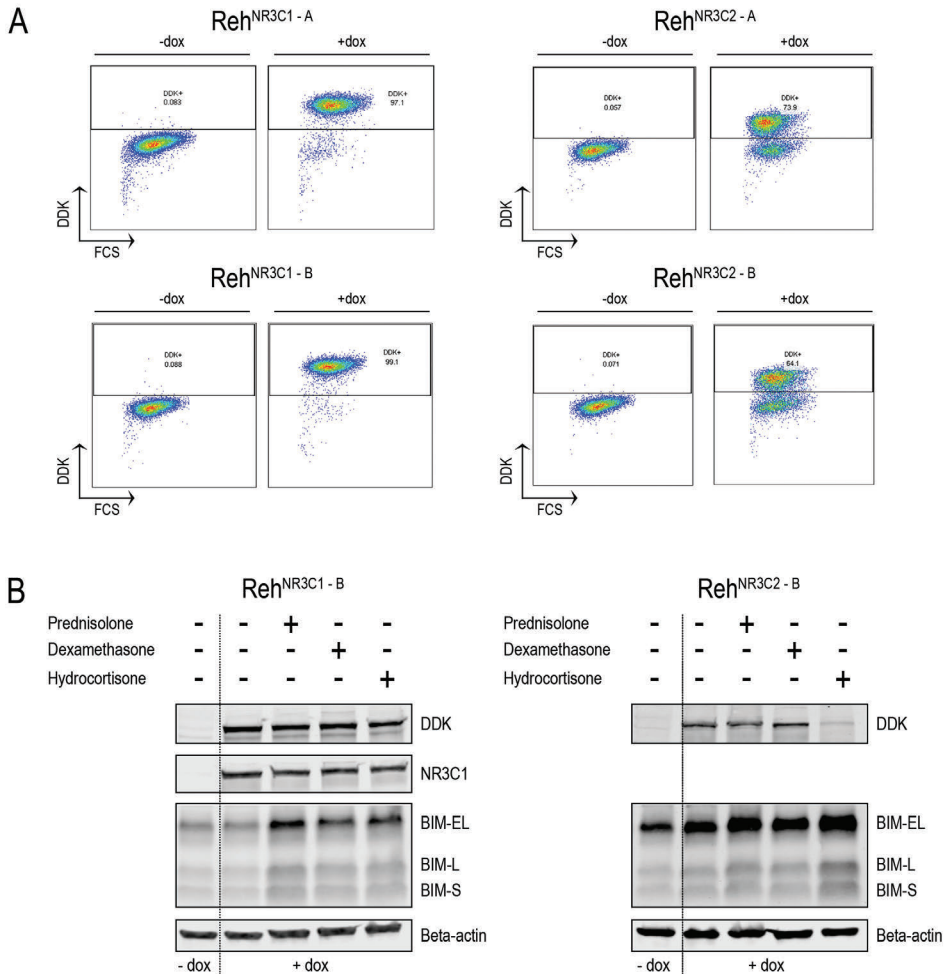 A
Reh^NR3C1 - A
-dox +dox
DDK+
0.083
DDK+
97.1
DDK
FCS
Reh^NR3C2 - A
-dox +dox
DDK+
0.057
DDK+
73.9
DDK
FCS
Reh^NR3C1 - B
-dox +dox
DDK+
0.088
DDK+
99.1
DDK
FCS
Reh^NR3C2 - B
-dox +dox
DDK+
0.071
DDK+
64.1
DDK
FCS
B
Reh^NR3C1 - B
Prednisolone - - + - -
Dexamethasone - - - + -
Hydrocortisone - - - - +
DDK
NR3C1
BIM-EL
BIM-L
BIM-S
Beta-actin
- dox + dox
Reh^NR3C2 - B
Prednisolone - - + - -
Dexamethasone - - - + -
Hydrocortisone - - - - +
DDK
BIM-EL
BIM-L
BIM-S
Beta-actin
- dox + dox